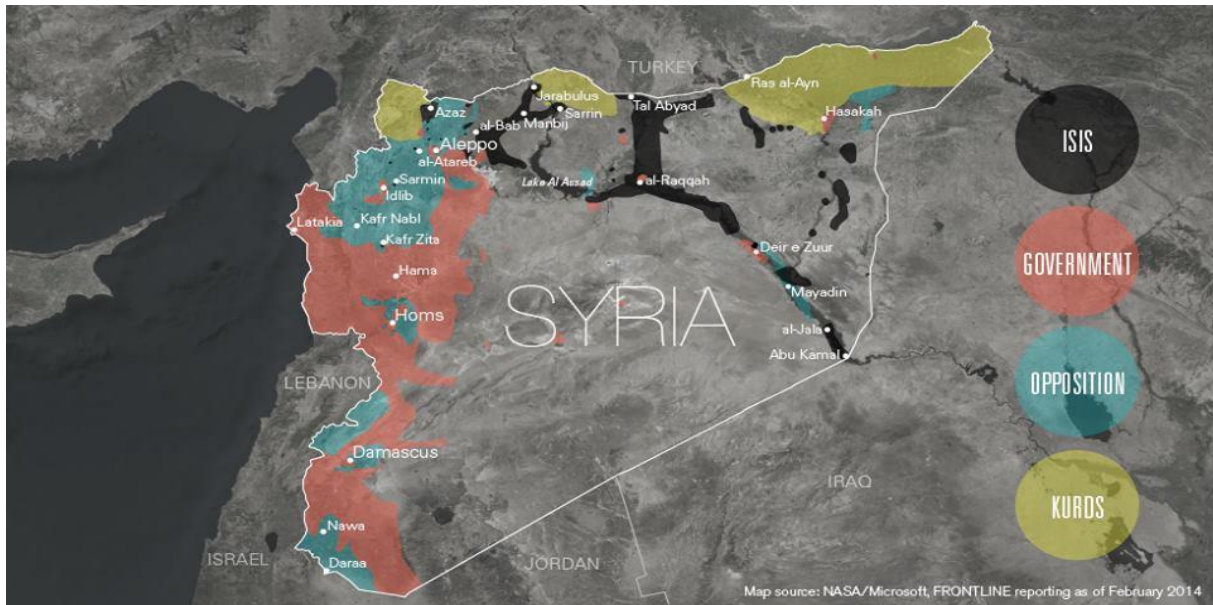 TURKEY
Ras al-Ayn
Jarabulus
Tal Abyad
Azaz
Sarrin
Manbij
Hasakah
al-Bab
Aleppo
al-Atareb
Sarmin
Lake Al Assad
al-Raqqah
Idlib
Latakia
Kafr Nabl
Kafr Zita
Deir e Zuur
Hama
Mayadin
SYRIA
Homs
al-Jala
Abu Kamal
LEBANON
Damascus
IRAQ
Nawa
ISRAEL
Daraa
JORDAN
ISIS
GOVERNMENT
OPPOSITION
KURDS
Map source: NASA/Microsoft, FRONTLINE reporting as of February 2014